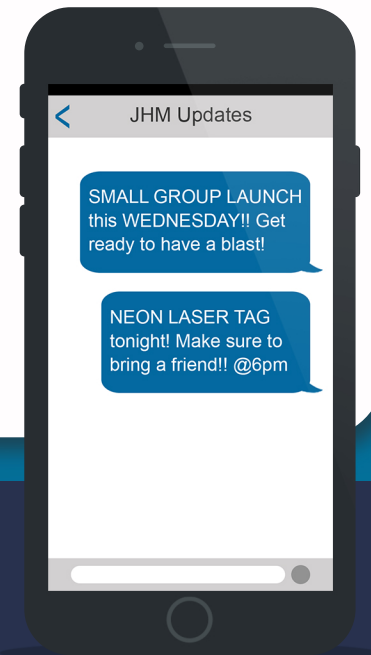 JHM Updates
SMALL GROUP LAUNCH
this WEDNESDAY!! Get
ready to have a blast!
NEON LASER TAG
tonight! Make sure to
bring a friend!! @6pm